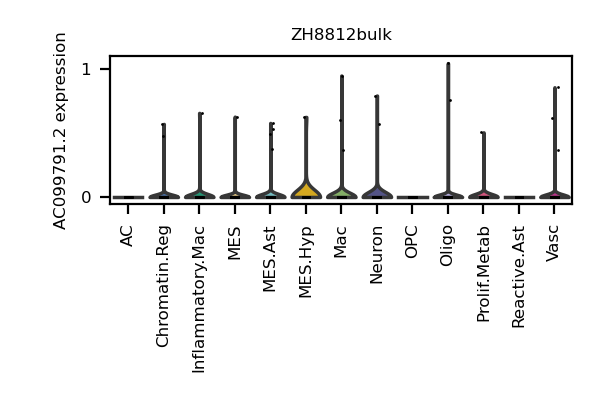 ZH8812bulk
AC099791.2 expression
1
0
AC
Chromatin.Reg
Inflammatory.Mac
MES
MES.Ast
MES.Hyp
Mac
Neuron
OPC
Oligo
Prolif.Metab
Reactive.Ast
Vasc